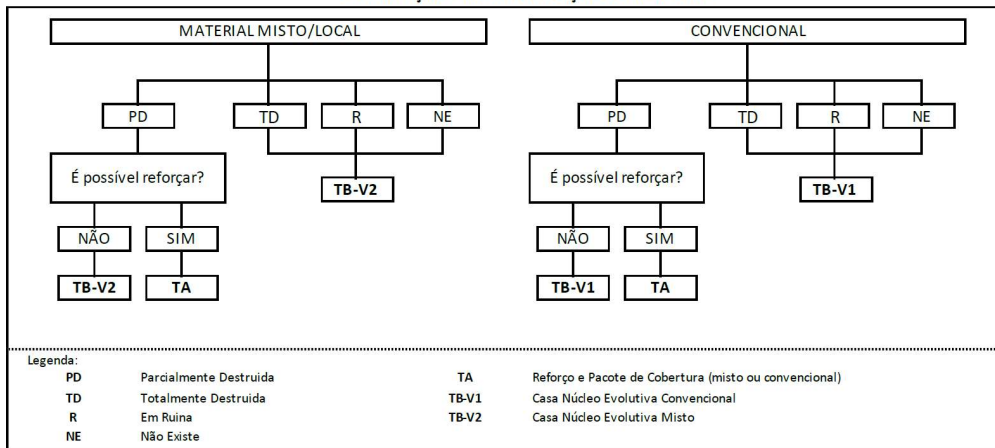 MATERIAL MISTO/LOCAL
PD
TD
R
NE
É possível reforçar?
TB-V2
NÃO
SIM
TB-V2
TA
CONVENCIONAL
PD
TD
R
NE
É possível reforçar?
TB-V1
NÃO
SIM
TB-V1
TA
Legenda:
PD Parcialmente Destruida
TD Totalmente Destruida
R Em Ruina
NE Não Existe
TA Reforço e Pacote de Cobertura (misto ou convencional)
TB-V1 Casa Núcleo Evolutiva Convencional
TB-V2 Casa Núcleo Evolutiva Misto